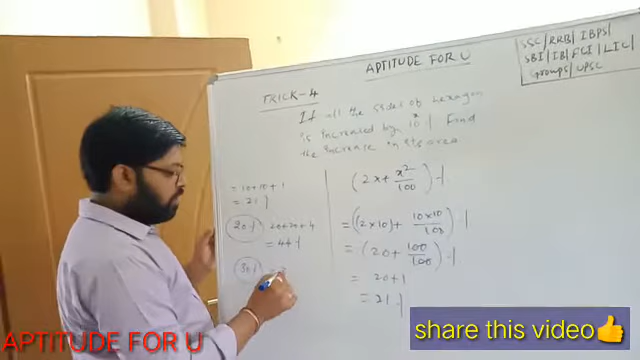 APTITUDE FOR U
SSC/RRB/IBPS/
SBI/IB/FCI/LIC/
Groups/UPSC
TRICK-4
If all the sides of hexagon
is increased by 10%. Find
the increase in its area
(2x+x²/100)%
=((2×10)+10×10/100)%
=(20+100/100)%
= 20+1
= 21%
= 10+10+1
= 21%
20% 20+20+4
= 44%
30%
APTITUDE FOR U
share this video👍